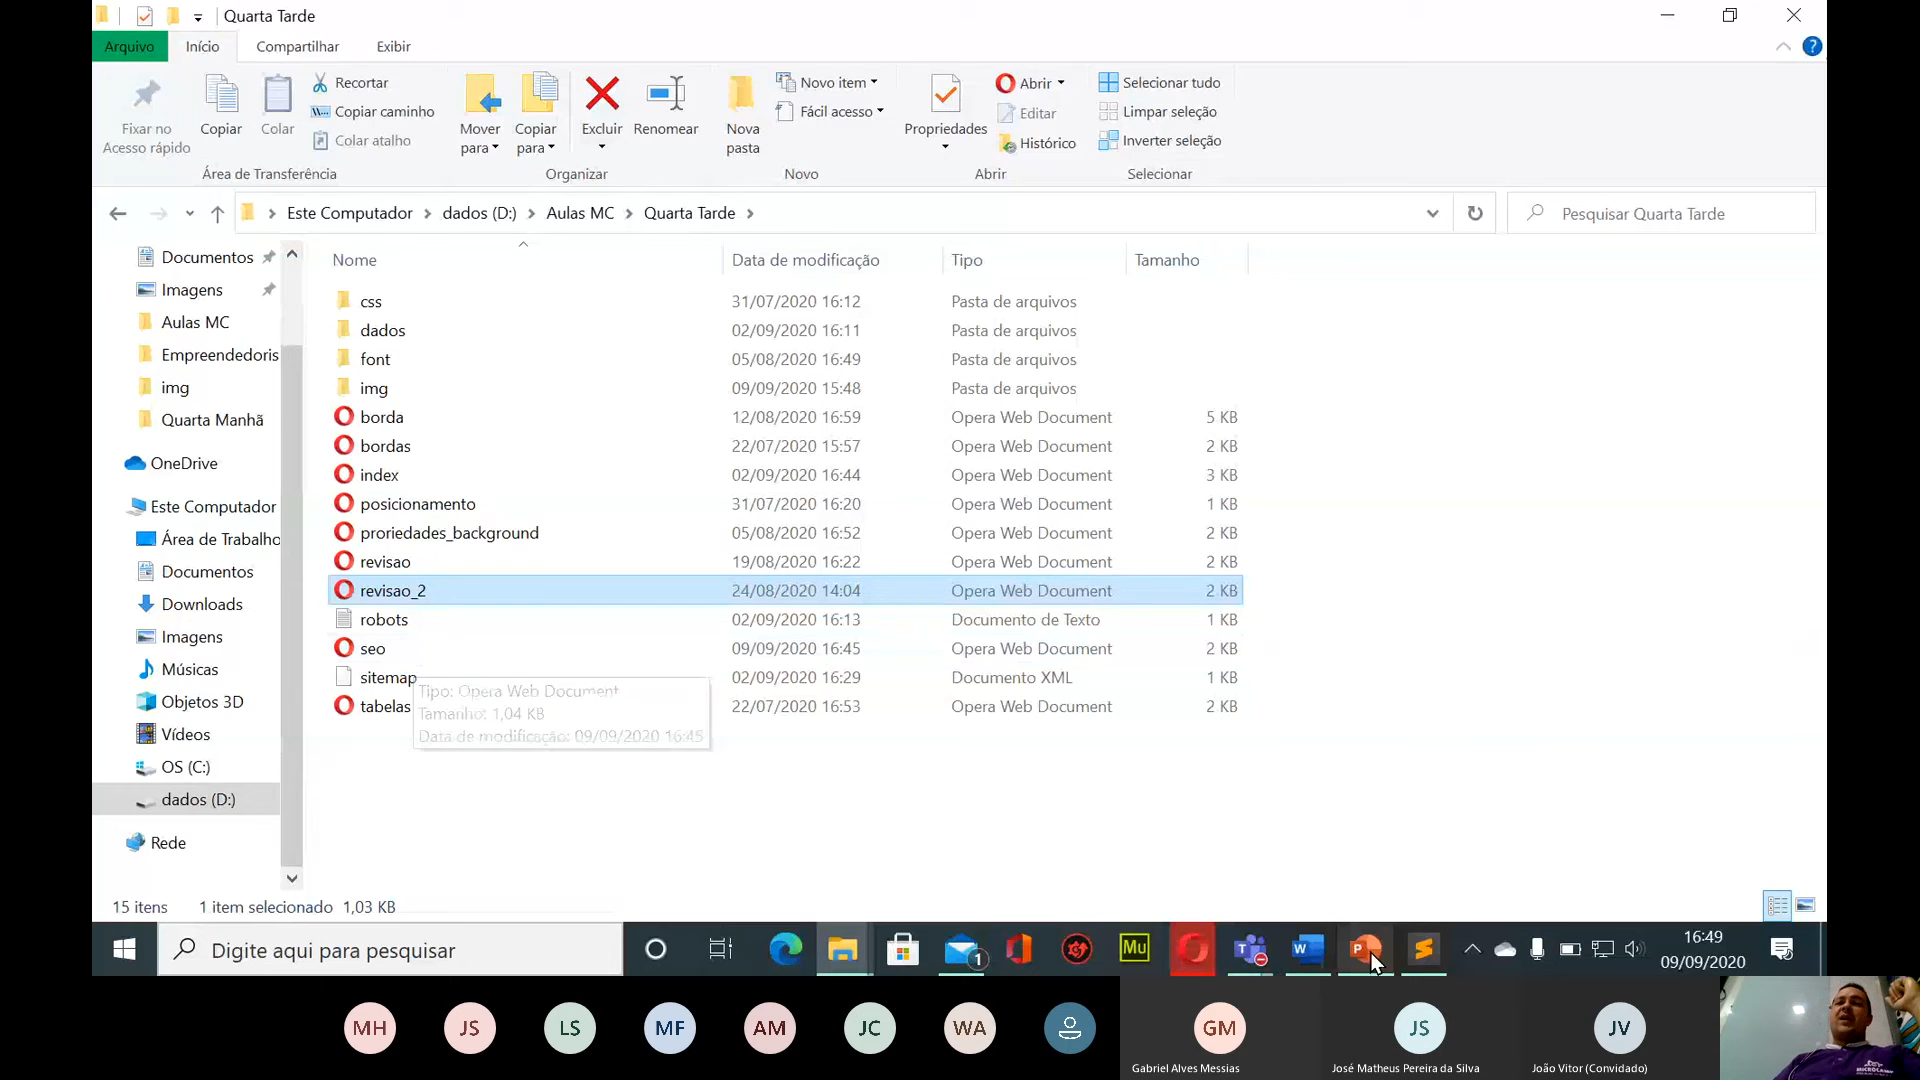 Quarta Tarde
Arquivo Início Compartilhar Exibir
Fixar no Acesso rápido
Copiar
Colar
Recortar
Copiar caminho
Colar atalho
Área de Transferência
Mover para
Copiar para
Excluir
Renomear
Organizar
Nova pasta
Novo item
Fácil acesso
Novo
Propriedades
Abrir
Editar
Histórico
Abrir
Selecionar tudo
Limpar seleção
Inverter seleção
Selecionar
Este Computador dados (D:) Aulas MC Quarta Tarde
Pesquisar Quarta Tarde
Documentos
Imagens
Aulas MC
Empreendedoris
img
Quarta Manhã
OneDrive
Este Computador
Área de Trabalho
Documentos
Downloads
Imagens
Músicas
Objetos 3D
Vídeos
OS (C:)
dados (D:)
Rede
Nome Data de modificação Tipo Tamanho
css 31/07/2020 16:12 Pasta de arquivos
dados 02/09/2020 16:11 Pasta de arquivos
font 05/08/2020 16:49 Pasta de arquivos
img 09/09/2020 15:48 Pasta de arquivos
borda 12/08/2020 16:59 Opera Web Document 5 KB
bordas 22/07/2020 15:57 Opera Web Document 2 KB
index 02/09/2020 16:44 Opera Web Document 3 KB
posicionamento 31/07/2020 16:20 Opera Web Document 1 KB
proriedades_background 05/08/2020 16:52 Opera Web Document 2 KB
revisao 19/08/2020 16:22 Opera Web Document 2 KB
revisao_2 24/08/2020 14:04 Opera Web Document 2 KB
robots 02/09/2020 16:13 Documento de Texto 1 KB
seo 09/09/2020 16:45 Opera Web Document 2 KB
sitemap 02/09/2020 16:29 Documento XML 1 KB
tabelas 22/07/2020 16:53 Opera Web Document 2 KB
Tipo: Opera Web Document
Tamanho: 1,04 KB
Data de modificação: 09/09/2020 16:45
15 itens 1 item selecionado 1,03 KB
Digite aqui para pesquisar
1
Mu
W
P
16:49
09/09/2020
MH JS LS MF AM JC WA GM JS JV
Gabriel Alves Messias José Matheus Pereira da Silva João Vitor (Convidado)